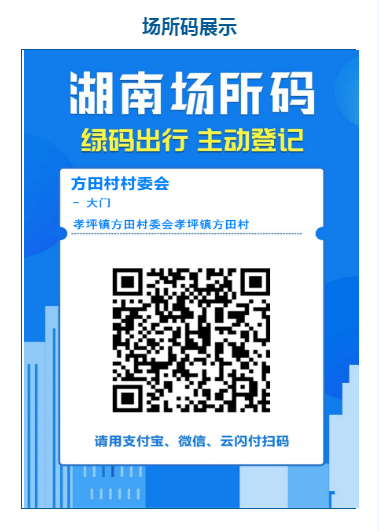 场所码展示
湖南场所码
绿码出行 主动登记
方田村村委会
- 大门
孝坪镇方田村委会孝坪镇方田村
请用支付宝、微信、云闪付扫码